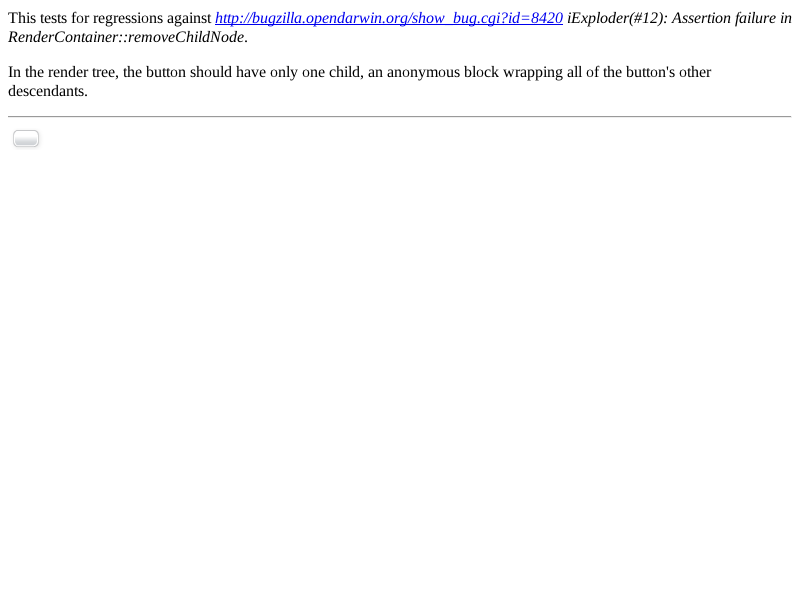 This tests for regressions against http://bugzilla.opendarwin.org/show_bug.cgi?id=8420 iExploder(#12): Assertion failure in
RenderContainer::removeChildNode.
In the render tree, the button should have only one child, an anonymous block wrapping all of the button's other
descendants.